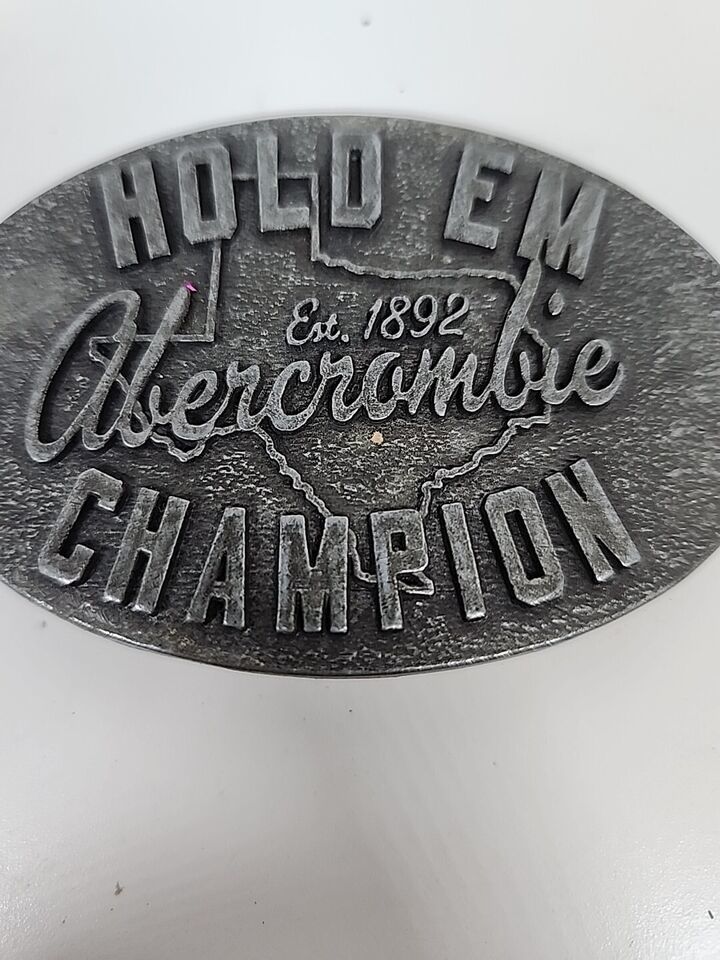 HOLD EM
Est. 1892
Abercrombie
CHAMPION